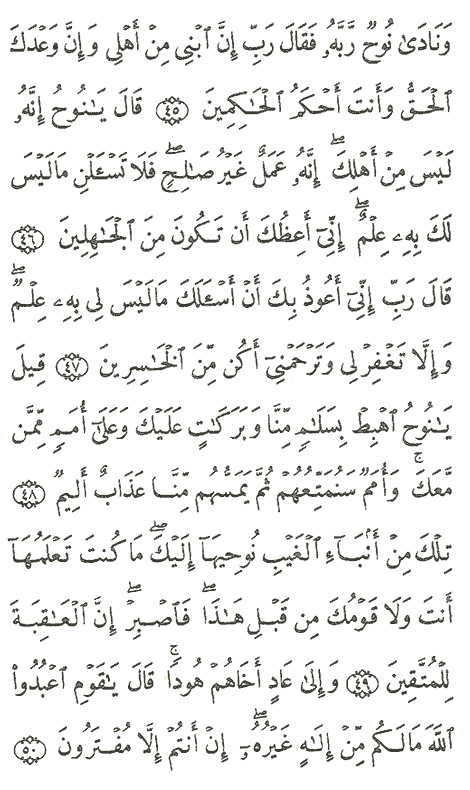 وَنَادَىٰ نُوحٌ رَّبَّهُۥ فَقَالَ رَبِّ إِنَّ ٱبْنِى مِنْ أَهْلِى وَإِنَّ وَعْدَكَ
ٱلْحَقُّ وَأَنتَ أَحْكَمُ ٱلْحَٰكِمِينَ ﴿٤٥﴾ قَالَ يَٰنُوحُ إِنَّهُۥ
لَيْسَ مِنْ أَهْلِكَ ۖ إِنَّهُۥ عَمَلٌ غَيْرُ صَٰلِحٍ ۖ فَلَا تَسْـَٔلْنِ مَا لَيْسَ
لَكَ بِهِۦ عِلْمٌ ۖ إِنِّىٓ أَعِظُكَ أَن تَكُونَ مِنَ ٱلْجَٰهِلِينَ ﴿٤٦﴾
قَالَ رَبِّ إِنِّىٓ أَعُوذُ بِكَ أَنْ أَسْـَٔلَكَ مَا لَيْسَ لِى بِهِۦ عِلْمٌ ۖ
وَإِلَّا تَغْفِرْ لِى وَتَرْحَمْنِىٓ أَكُن مِّنَ ٱلْخَٰسِرِينَ ﴿٤٧﴾ قِيلَ
يَٰنُوحُ ٱهْبِطْ بِسَلَٰمٍ مِّنَّا وَبَرَكَٰتٍ عَلَيْكَ وَعَلَىٰٓ أُمَمٍ مِّمَّن
مَّعَكَ ۚ وَأُمَمٌ سَنُمَتِّعُهُمْ ثُمَّ يَمَسُّهُم مِّنَّا عَذَابٌ أَلِيمٌ ﴿٤٨﴾
تِلْكَ مِنْ أَنۢبَآءِ ٱلْغَيْبِ نُوحِيهَآ إِلَيْكَ ۖ مَا كُنتَ تَعْلَمُهَآ
أَنتَ وَلَا قَوْمُكَ مِن قَبْلِ هَٰذَا ۖ فَٱصْبِرْ ۖ إِنَّ ٱلْعَٰقِبَةَ
لِلْمُتَّقِينَ ﴿٤٩﴾ وَإِلَىٰ عَادٍ أَخَاهُمْ هُودًا ۚ قَالَ يَٰقَوْمِ ٱعْبُدُوا۟
ٱللَّهَ مَا لَكُم مِّنْ إِلَٰهٍ غَيْرُهُۥٓ ۖ إِنْ أَنتُمْ إِلَّا مُفْتَرُونَ ﴿٥٠﴾